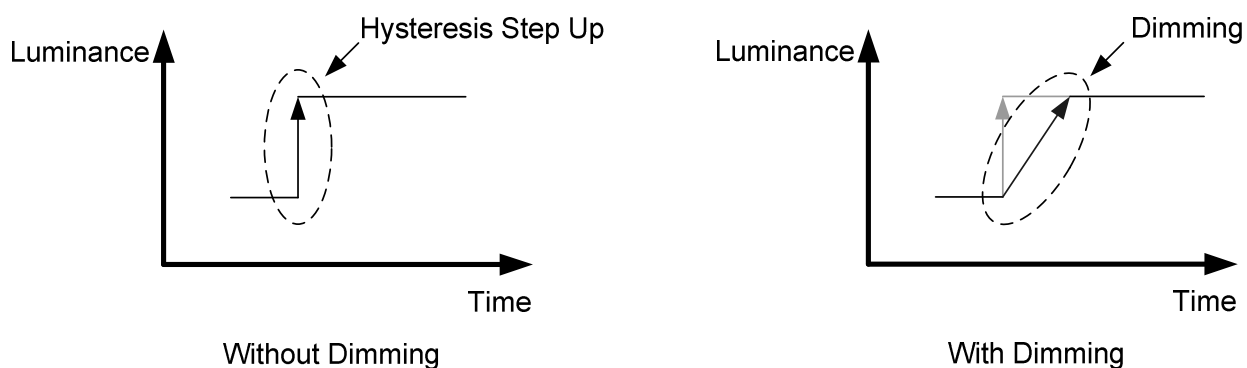 Hysteresis Step Up
Luminance
Time
Without Dimming
Dimming
Luminance
Time
With Dimming